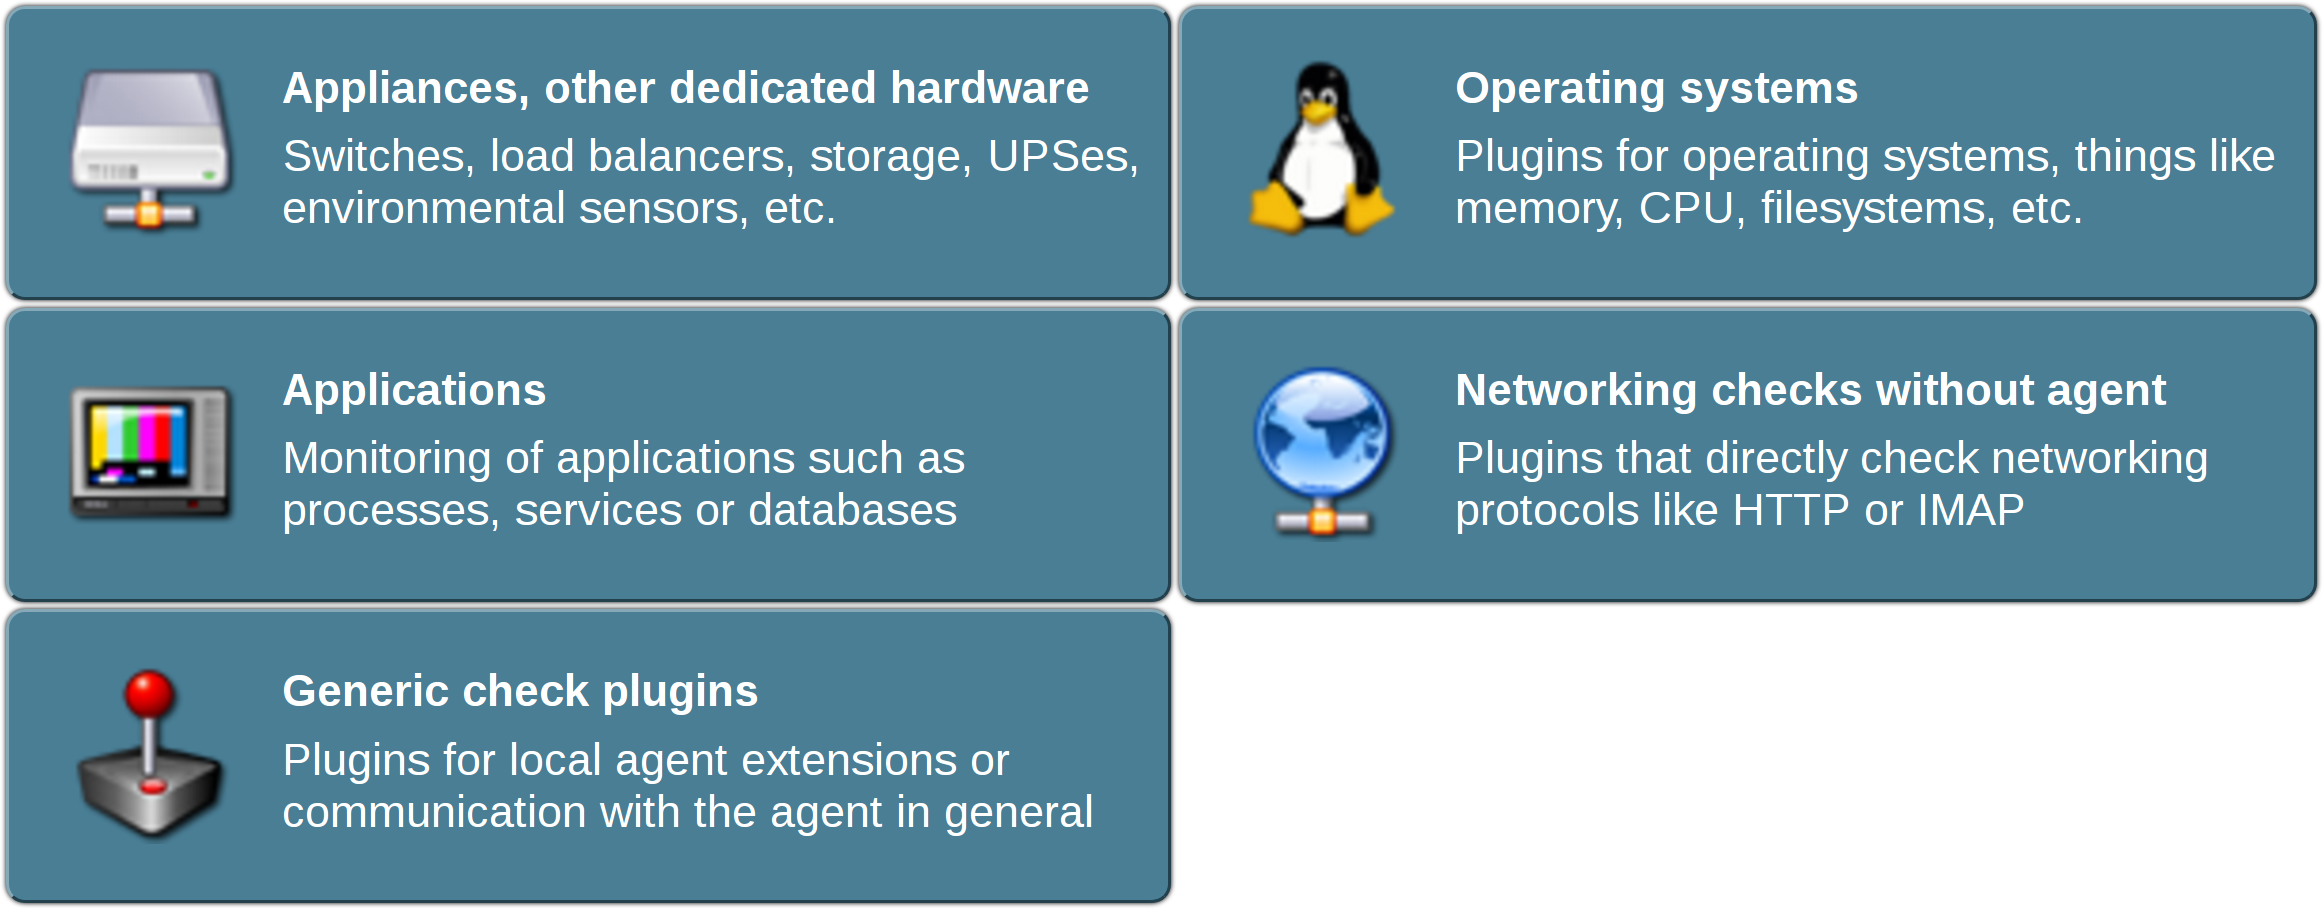 Appliances, other dedicated hardware
Switches, load balancers, storage, UPSes,
environmental sensors, etc.
Operating systems
Plugins for operating systems, things like
memory, CPU, filesystems, etc.
Applications
Monitoring of applications such as
processes, services or databases
Networking checks without agent
Plugins that directly check networking
protocols like HTTP or IMAP
Generic check plugins
Plugins for local agent extensions or
communication with the agent in general